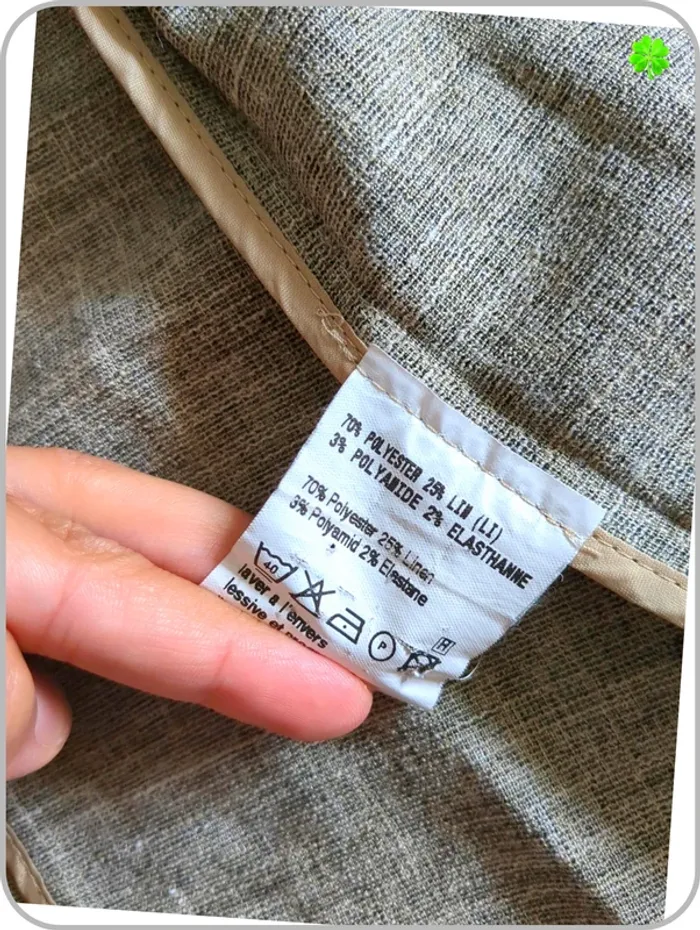 70% POLYESTER 25% LIN (LI)
3% POLYAMIDE 2% ELASTHANNE
70% Polyester 25% Linen
3% Polyamid 2% Elastane
40
P
H
laver à l'envers
lessive et